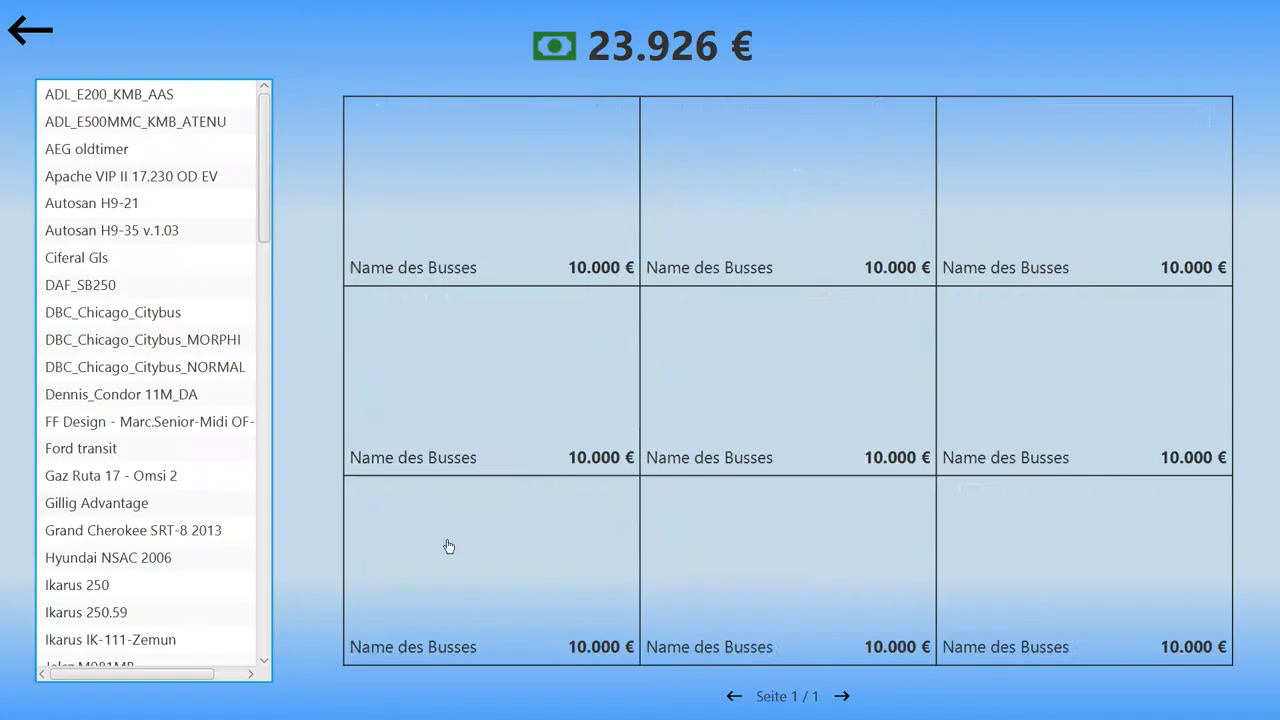 23.926 €
ADL_E200_KMB_AAS
ADL_E500MMC_KMB_ATENU
AEG oldtimer
Apache VIP II 17.230 OD EV
Autosan H9-21
Autosan H9-35 v.1.03
Ciferal Gls
DAF_SB250
DBC_Chicago_Citybus
DBC_Chicago_Citybus_MORPHI
DBC_Chicago_Citybus_NORMAL
Dennis_Condor 11M_DA
FF Design - Marc.Senior-Midi OF-
Ford transit
Gaz Ruta 17 - Omsi 2
Gillig Advantage
Grand Cherokee SRT-8 2013
Hyundai NSAC 2006
Ikarus 250
Ikarus 250.59
Ikarus IK-111-Zemun
Name des Busses 10.000 € Name des Busses 10.000 € Name des Busses 10.000 €
Name des Busses 10.000 € Name des Busses 10.000 € Name des Busses 10.000 €
Name des Busses 10.000 € Name des Busses 10.000 € Name des Busses 10.000 €
Seite 1 / 1